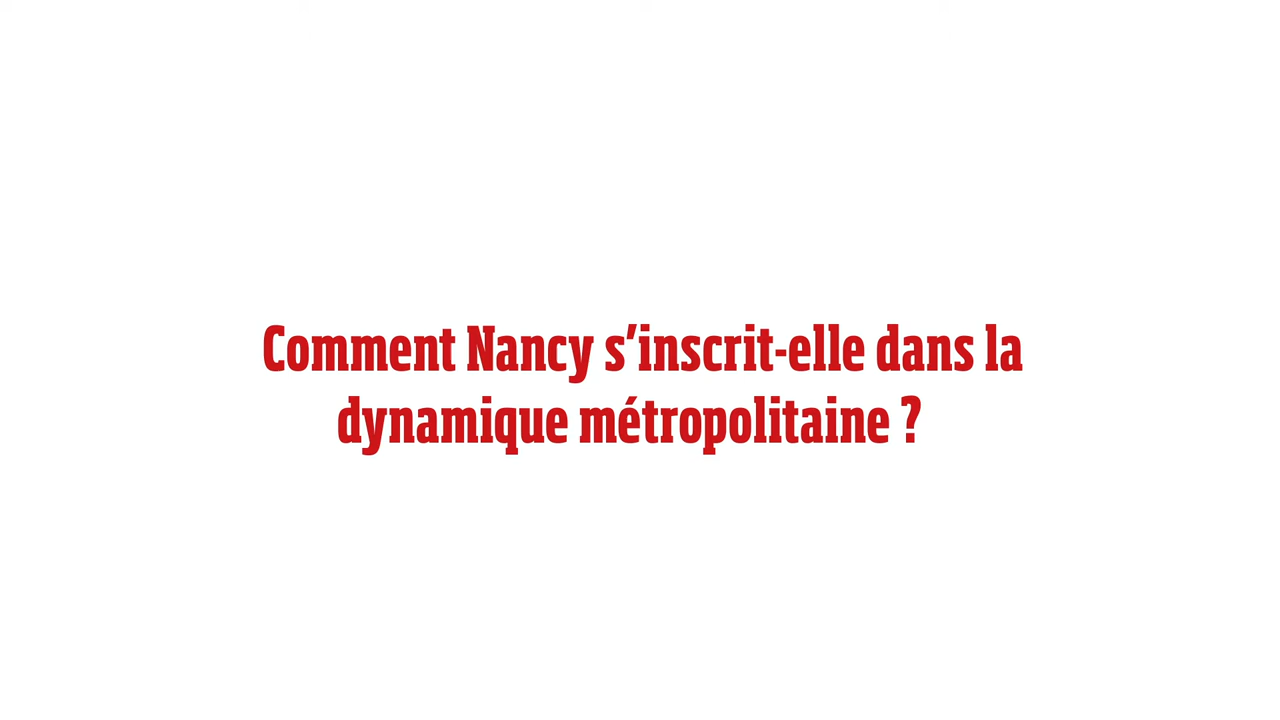 Comment Nancy s’inscrit-elle dans la
dynamique métropolitaine ?